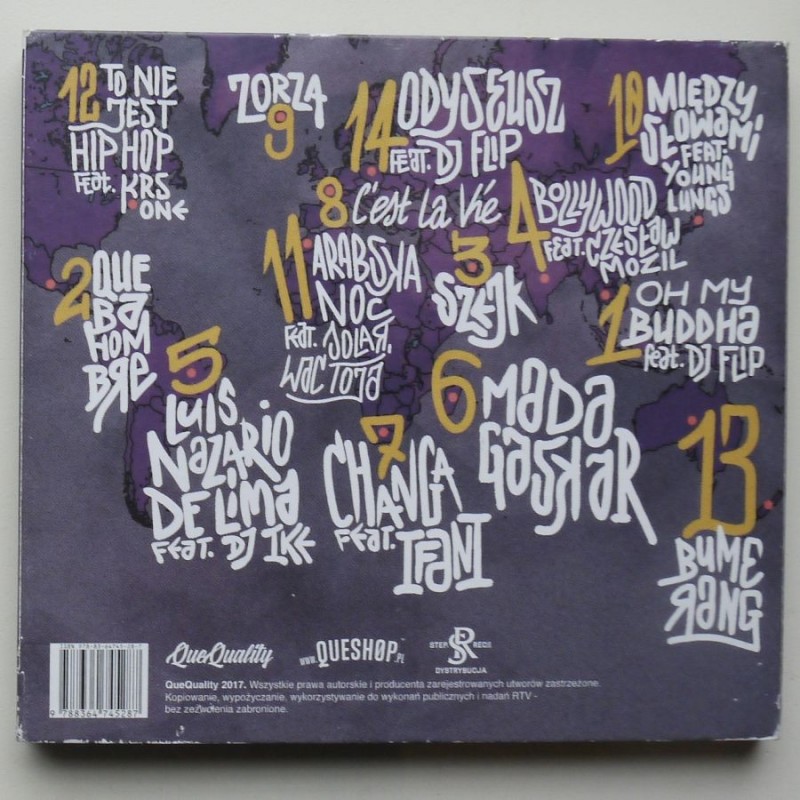 12
TO NIE
JEST
HIP HOP
FEAT. KRS
ONE
ZORZA
9
14
ODYSEUSZ
FEAT. DJ FLIP
10
MIĘDZY
SŁOWAMI
FEAT.
YOUNG
LUNGS
8
C'est La Vie
4
BOLLYWOOD
FEAT. CZESŁAW
MOZIL
11
ARABSKA
NOC
FEAT. SOLAR,
WAC TOJA
3
SZEJK
2
QUE
BA
HOM
BRE
1
OH MY
BUDDHA
FEAT. DJ FLIP
5
LUIS
NAZARIO
DE LIMA
FEAT. DJ IKE
6
MADA
GASKAR
7
CHANGA
FEAT.
IFANI
13
BUME
RANG
9 788364 745287
QueQuality
www.QUESHOP.PL
STEP RECORDS
DYSTRYBUCJA
QueQuality 2017. Wszystkie prawa autorskie i producenta zarejestrowanych utworów zastrzeżone.
Kopiowanie, wypożyczanie, wykorzystywanie do wykonań publicznych i nadań RTV -
bez zezwolenia zabronione.